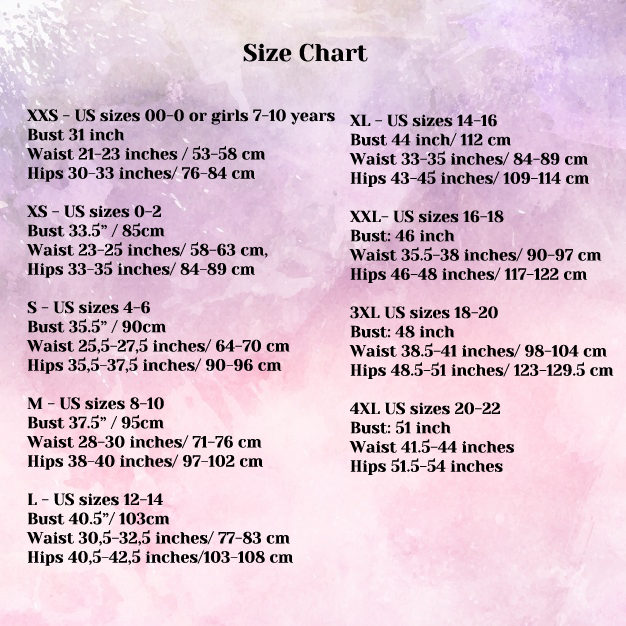 Size Chart
XXS - US sizes 00-0 or girls 7-10 years
Bust 31 inch
Waist 21-23 inches / 53-58 cm
Hips 30-33 inches/ 76-84 cm
XS - US sizes 0-2
Bust 33.5” / 85cm
Waist 23-25 inches/ 58-63 cm,
Hips 33-35 inches/ 84-89 cm
S - US sizes 4-6
Bust 35.5” / 90cm
Waist 25,5-27,5 inches/ 64-70 cm
Hips 35,5-37,5 inches/ 90-96 cm
M - US sizes 8-10
Bust 37.5” / 95cm
Waist 28-30 inches/ 71-76 cm
Hips 38-40 inches/ 97-102 cm
L - US sizes 12-14
Bust 40.5”/ 103cm
Waist 30,5-32,5 inches/ 77-83 cm
Hips 40,5-42,5 inches/103-108 cm
XL - US sizes 14-16
Bust 44 inch/ 112 cm
Waist 33-35 inches/ 84-89 cm
Hips 43-45 inches/ 109-114 cm
XXL- US sizes 16-18
Bust: 46 inch
Waist 35.5-38 inches/ 90-97 cm
Hips 46-48 inches/ 117-122 cm
3XL US sizes 18-20
Bust: 48 inch
Waist 38.5-41 inches/ 98-104 cm
Hips 48.5-51 inches/ 123-129.5 cm
4XL US sizes 20-22
Bust: 51 inch
Waist 41.5-44 inches
Hips 51.5-54 inches